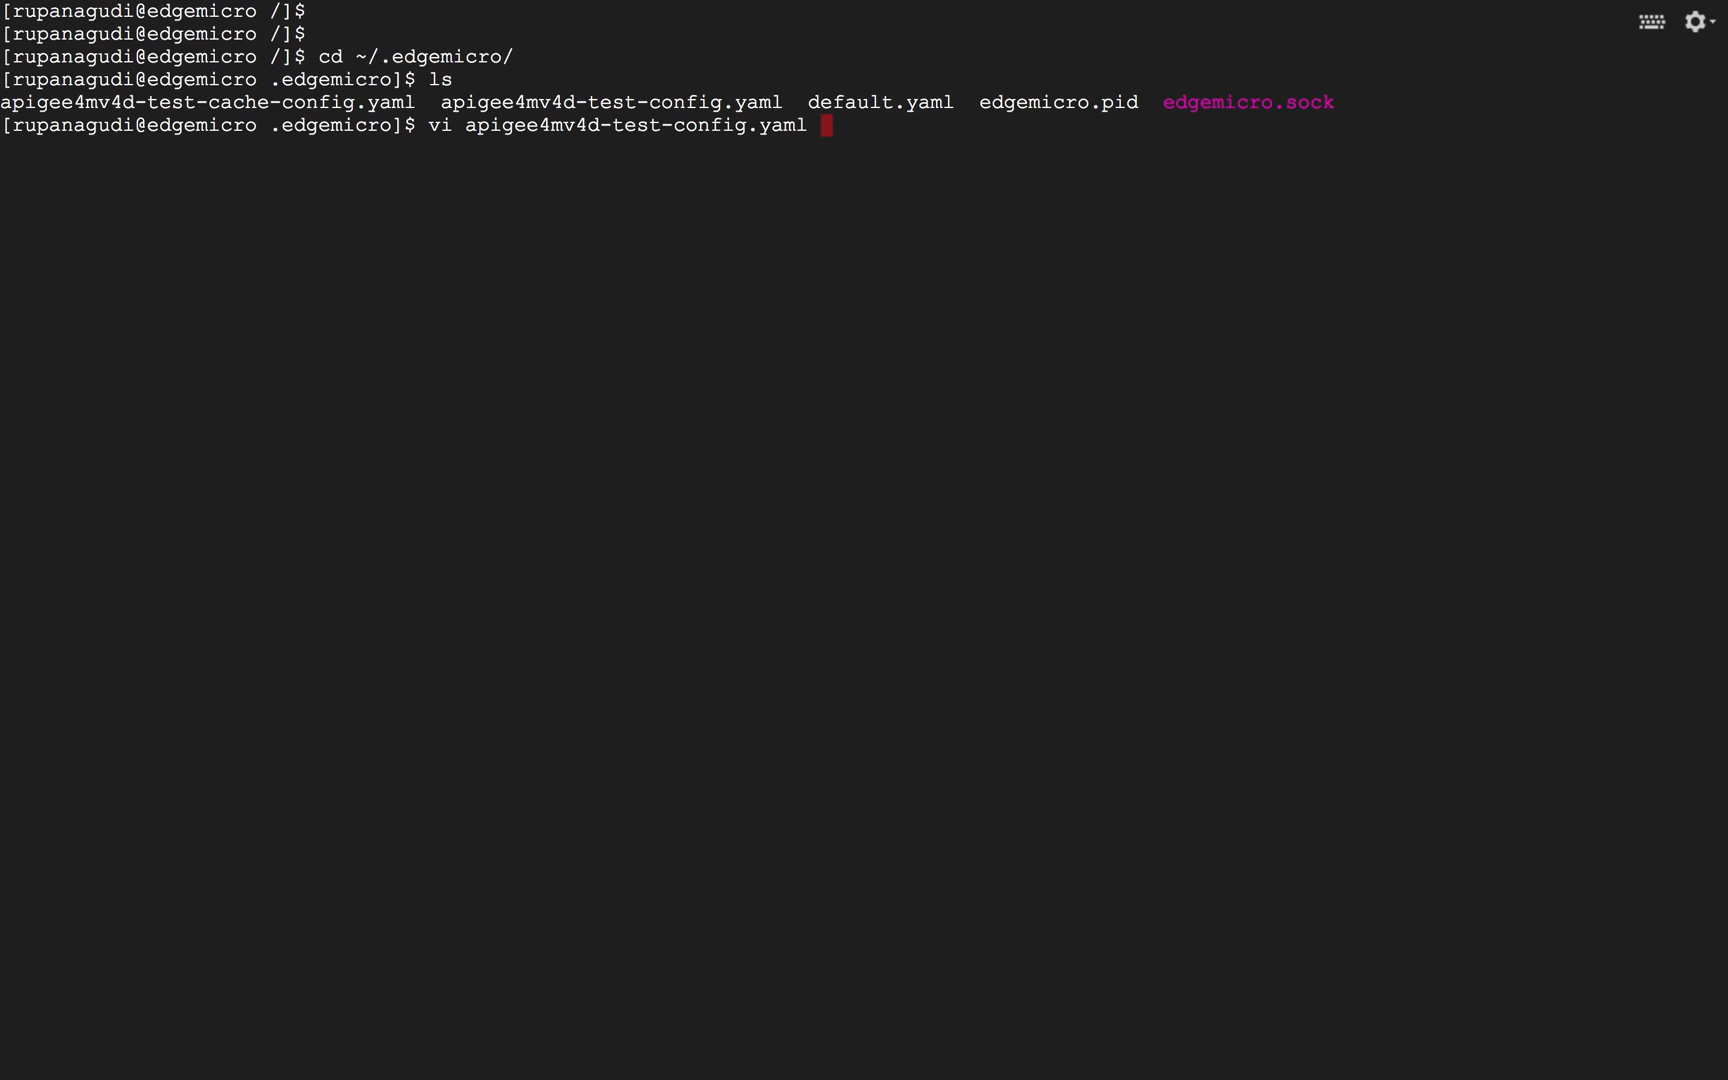 [rupanagudi@edgemicro /]$
[rupanagudi@edgemicro /]$
[rupanagudi@edgemicro /]$ cd ~/.edgemicro/
[rupanagudi@edgemicro .edgemicro]$ ls
apigee4mv4d-test-cache-config.yaml  apigee4mv4d-test-config.yaml  default.yaml  edgemicro.pid  edgemicro.sock
[rupanagudi@edgemicro .edgemicro]$ vi apigee4mv4d-test-config.yaml